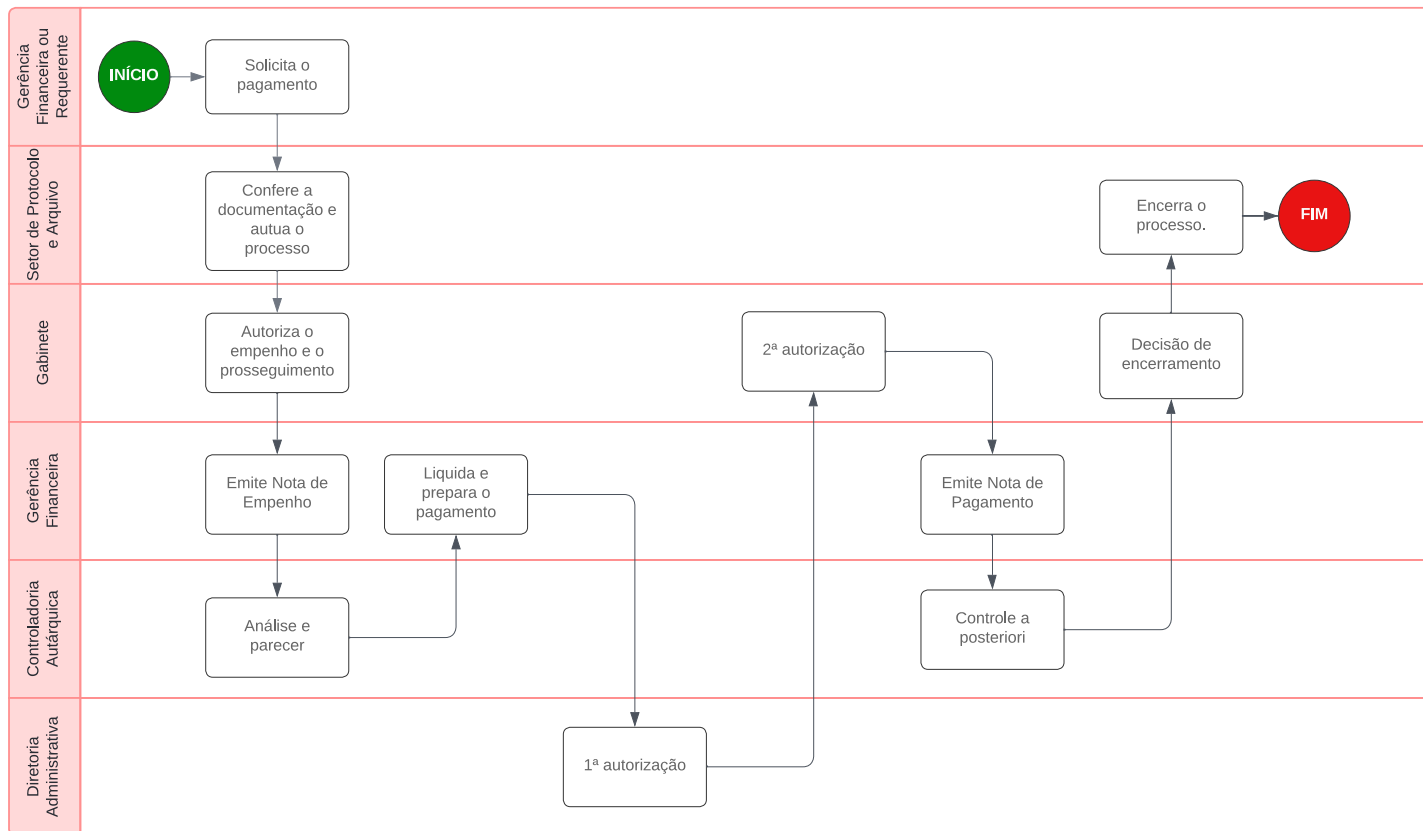 Gerência
Financeira ou
Requerente
INÍCIO
Solicita o
pagamento
Setor de Protocolo
e Arquivo
Confere a
documentação e
autua o
processo
Encerra o
processo.
FIM
Gabinete
Autoriza o
empenho e o
prosseguimento
2ª autorização
Decisão de
encerramento
Gerência
Financeira
Emite Nota de
Empenho
Liquida e
prepara o
pagamento
Emite Nota de
Pagamento
Controladoria
Autárquica
Análise e
parecer
Controle a
posteriori
Diretoria
Administrativa
1ª autorização